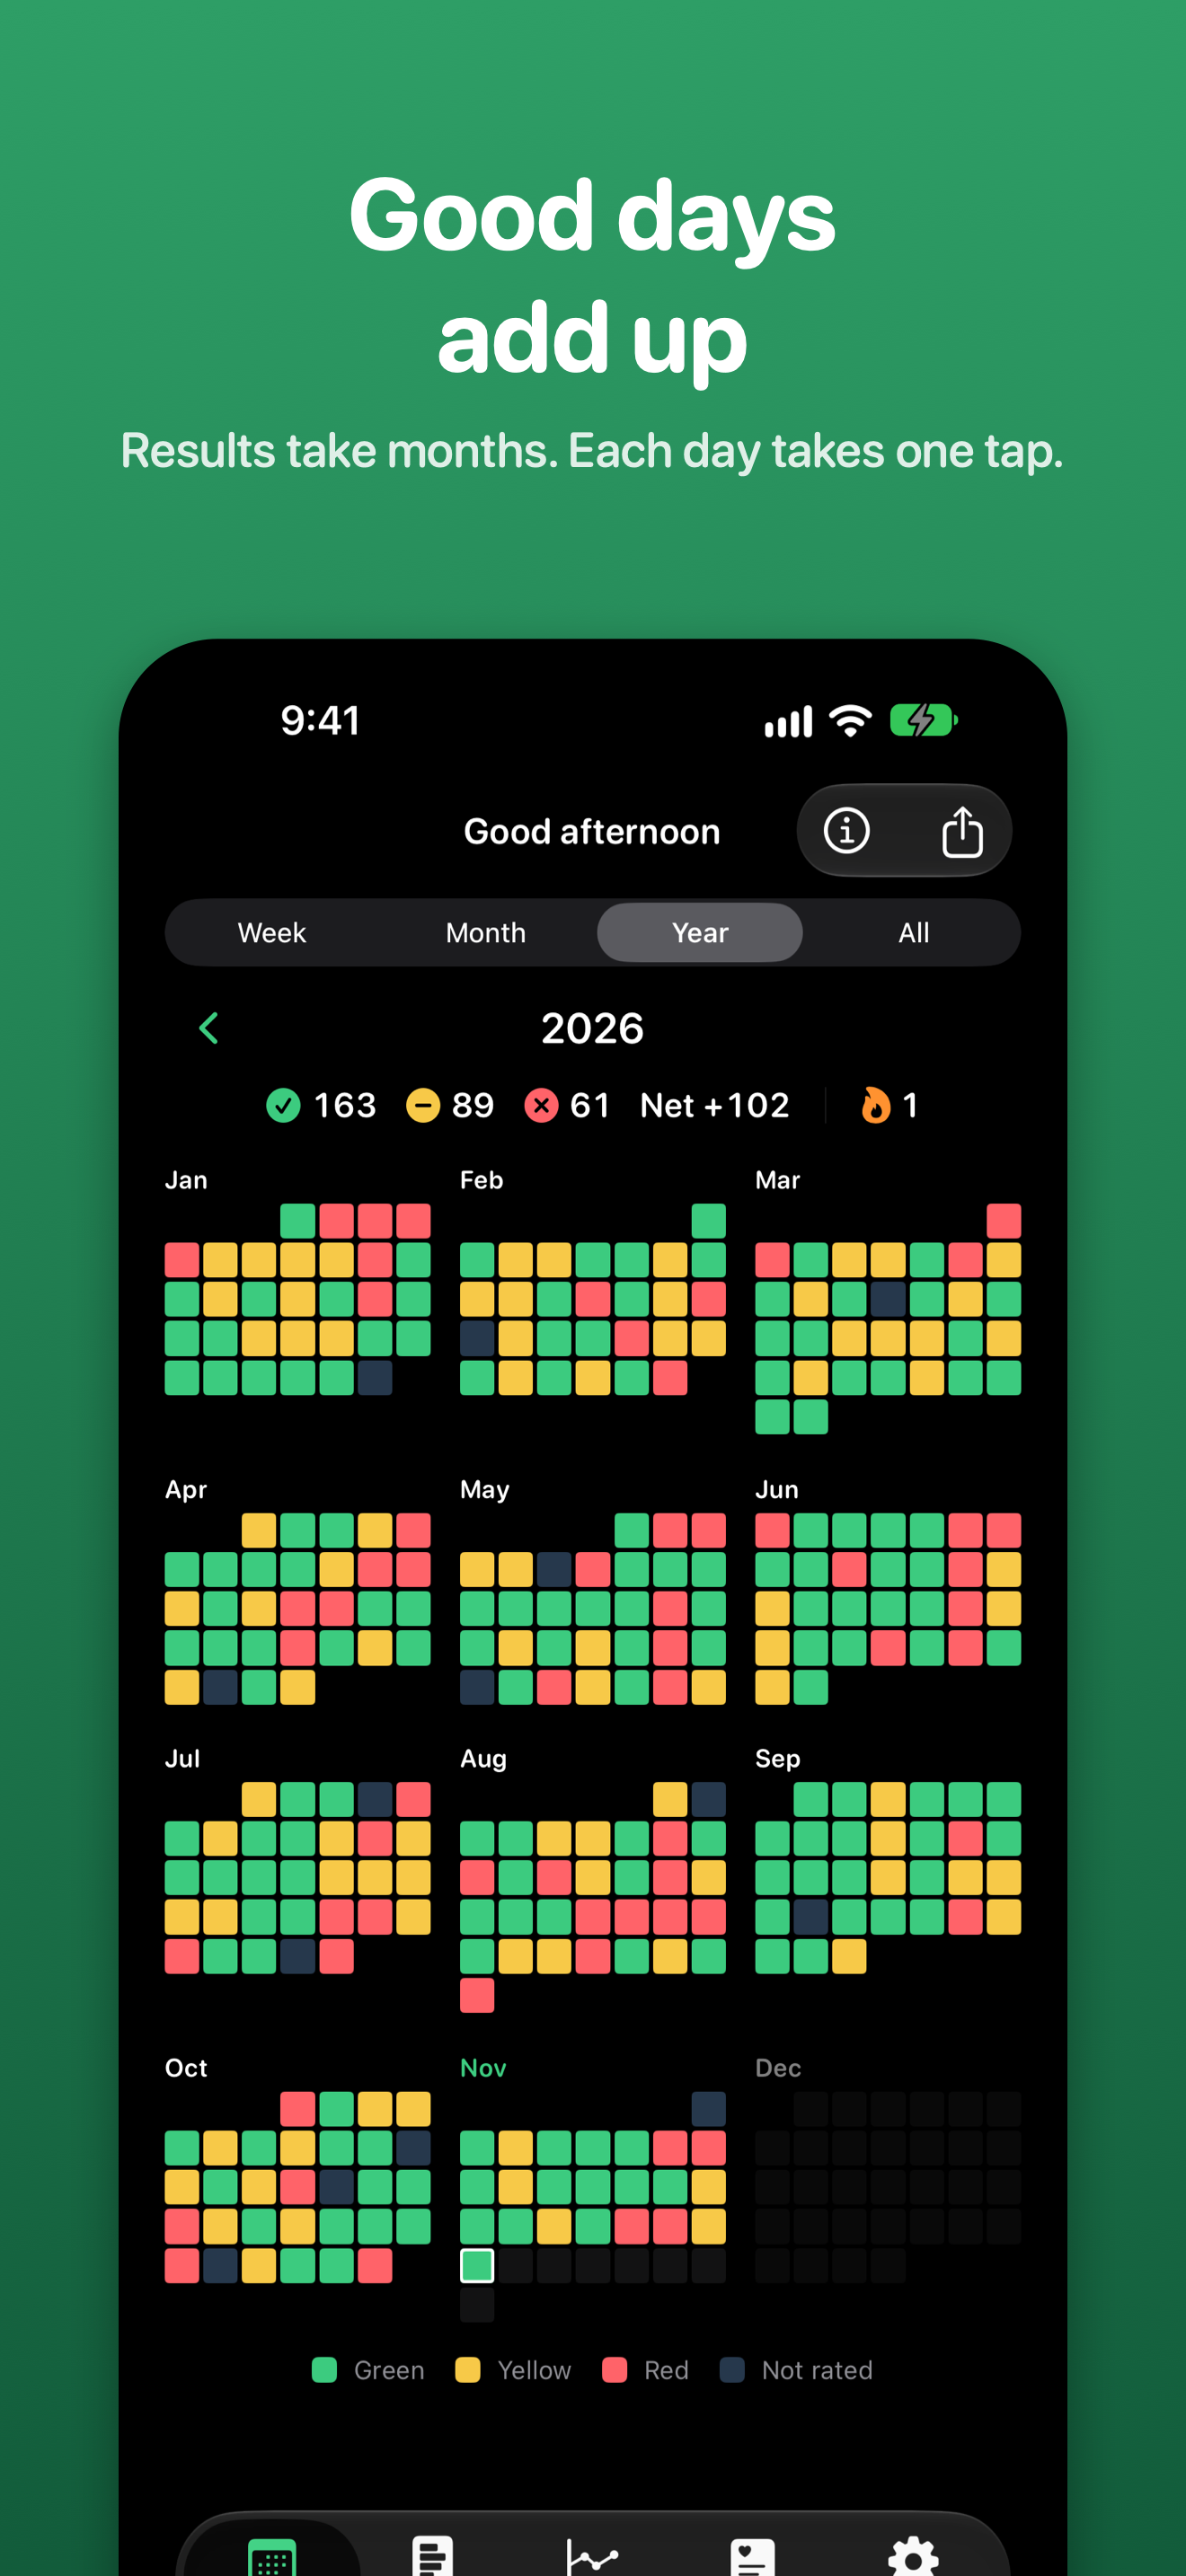 Good days
add up
Results take months. Each day takes one tap.
9:41
Good afternoon
Week Month Year All
2026
163 89 61 Net +102 1
Jan Feb Mar
Apr May Jun
Jul Aug Sep
Oct Nov Dec
Green Yellow Red Not rated